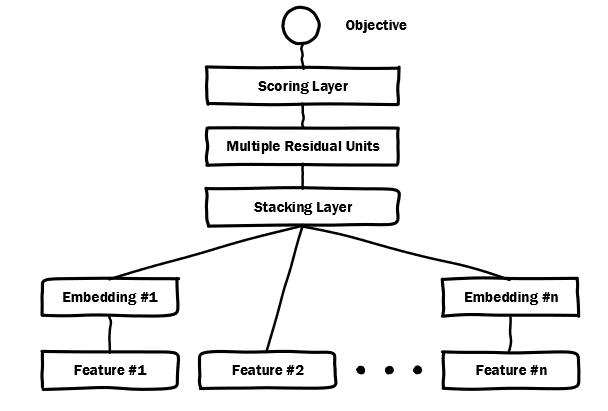 Objective
Scoring Layer
Multiple Residual Units
Stacking Layer
Embedding #1
Embedding #n
Feature #1
Feature #2
Feature #n